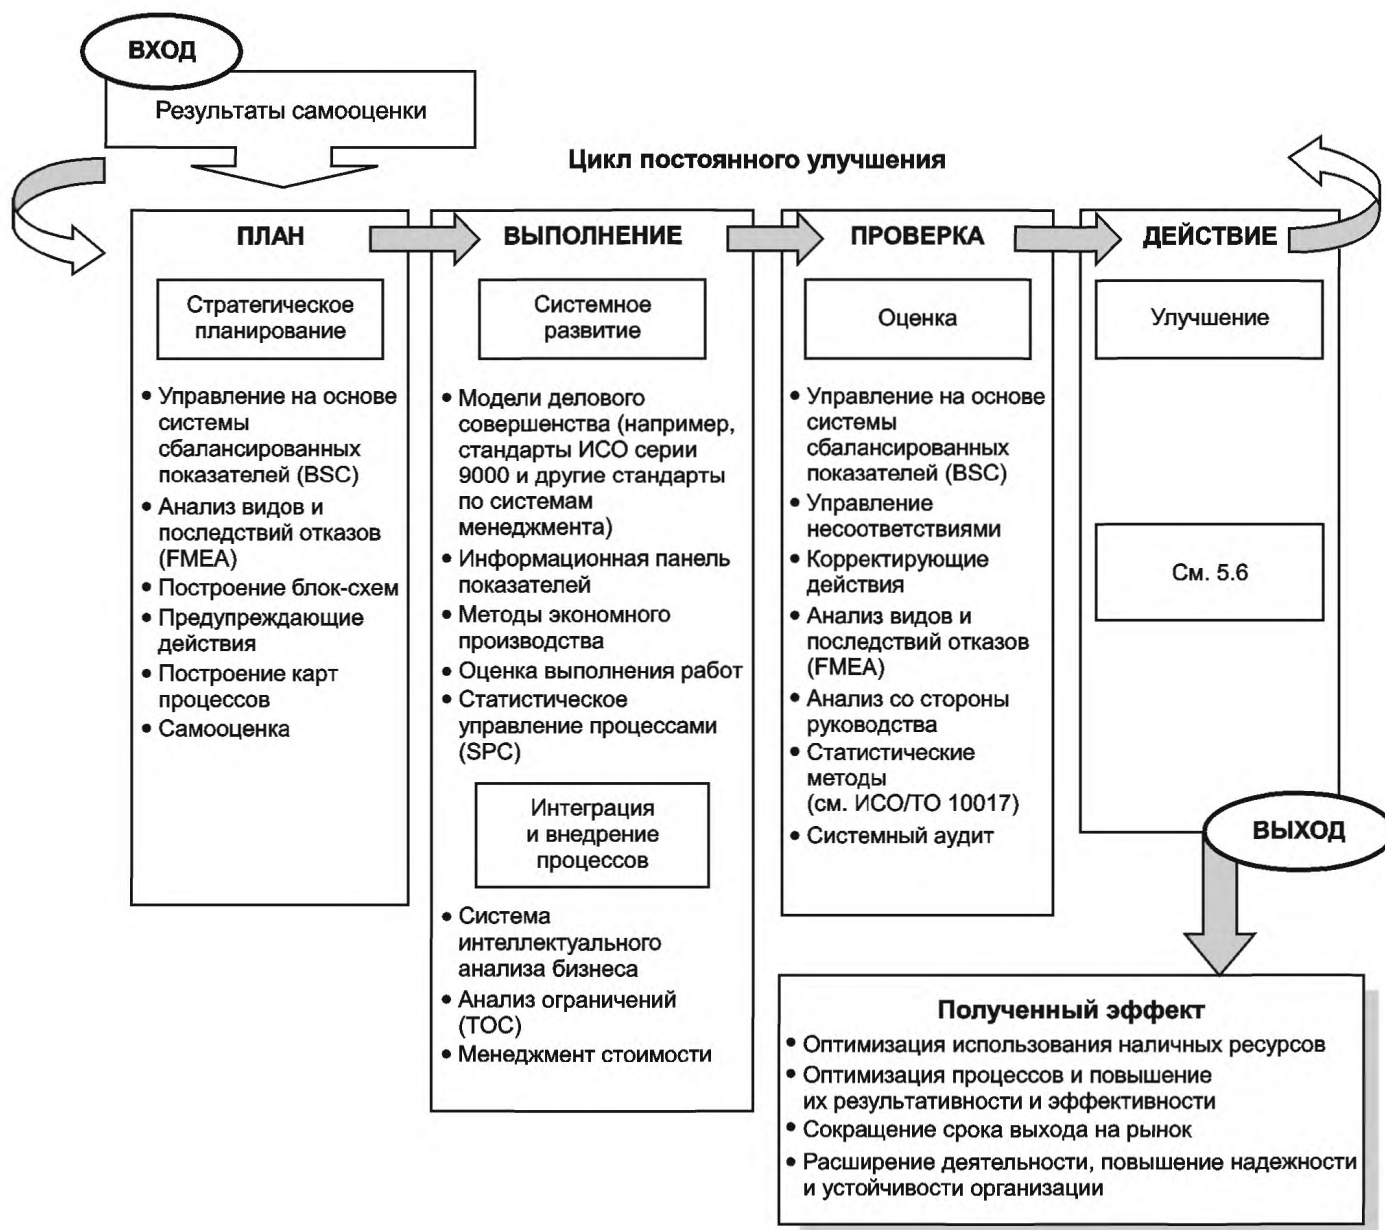 ВХОД
Результаты самооценки
Цикл постоянного улучшения
ПЛАН
Стратегическое
планирование
• Управление на основе
системы
сбалансированных
показателей (BSC)
• Анализ видов и
последствий отказов
(FMEA)
• Построение блок-схем
• Предупреждающие
действия
• Построение карт
процессов
• Самооценка
ВЫПОЛНЕНИЕ
Системное
развитие
• Модели делового
совершенства (например,
стандарты ИСО серии
9000 и другие стандарты
по системам
менеджмента)
• Информационная панель
показателей
• Методы экономного
производства
• Оценка выполнения работ
• Статистическое
управление процессами
(SPC)
Интеграция
и внедрение
процессов
• Система
интеллектуального
анализа бизнеса
• Анализ ограничений
(TOC)
• Менеджмент стоимости
ПРОВЕРКА
Оценка
• Управление на основе
системы
сбалансированных
показателей (BSC)
• Управление
несоответствиями
• Корректирующие
действия
• Анализ видов и
последствий отказов
(FMEA)
• Анализ со стороны
руководства
• Статистические
методы
(см. ИСО/ТО 10017)
• Системный аудит
ДЕЙСТВИЕ
Улучшение
См. 5.6
ВЫХОД
Полученный эффект
• Оптимизация использования наличных ресурсов
• Оптимизация процессов и повышение
их результативности и эффективности
• Сокращение срока выхода на рынок
• Расширение деятельности, повышение надежности
и устойчивости организации